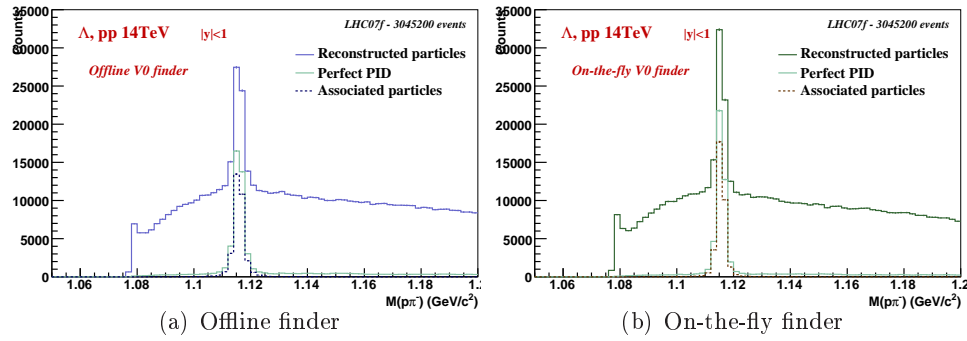 counts
35000
30000
25000
20000
15000
10000
5000
0
LHC07f - 3045200 events
Λ, pp 14TeV |y|<1
Offline V0 finder
Reconstructed particles
Perfect PID
Associated particles
1.06 1.08 1.1 1.12 1.14 1.16 1.18 1.2
M(pπ⁻) (GeV/c²)
(a) Offline finder
counts
35000
30000
25000
20000
15000
10000
5000
0
LHC07f - 3045200 events
Λ, pp 14TeV |y|<1
On-the-fly V0 finder
Reconstructed particles
Perfect PID
Associated particles
1.06 1.08 1.1 1.12 1.14 1.16 1.18 1.2
M(pπ⁻) (GeV/c²)
(b) On-the-fly finder